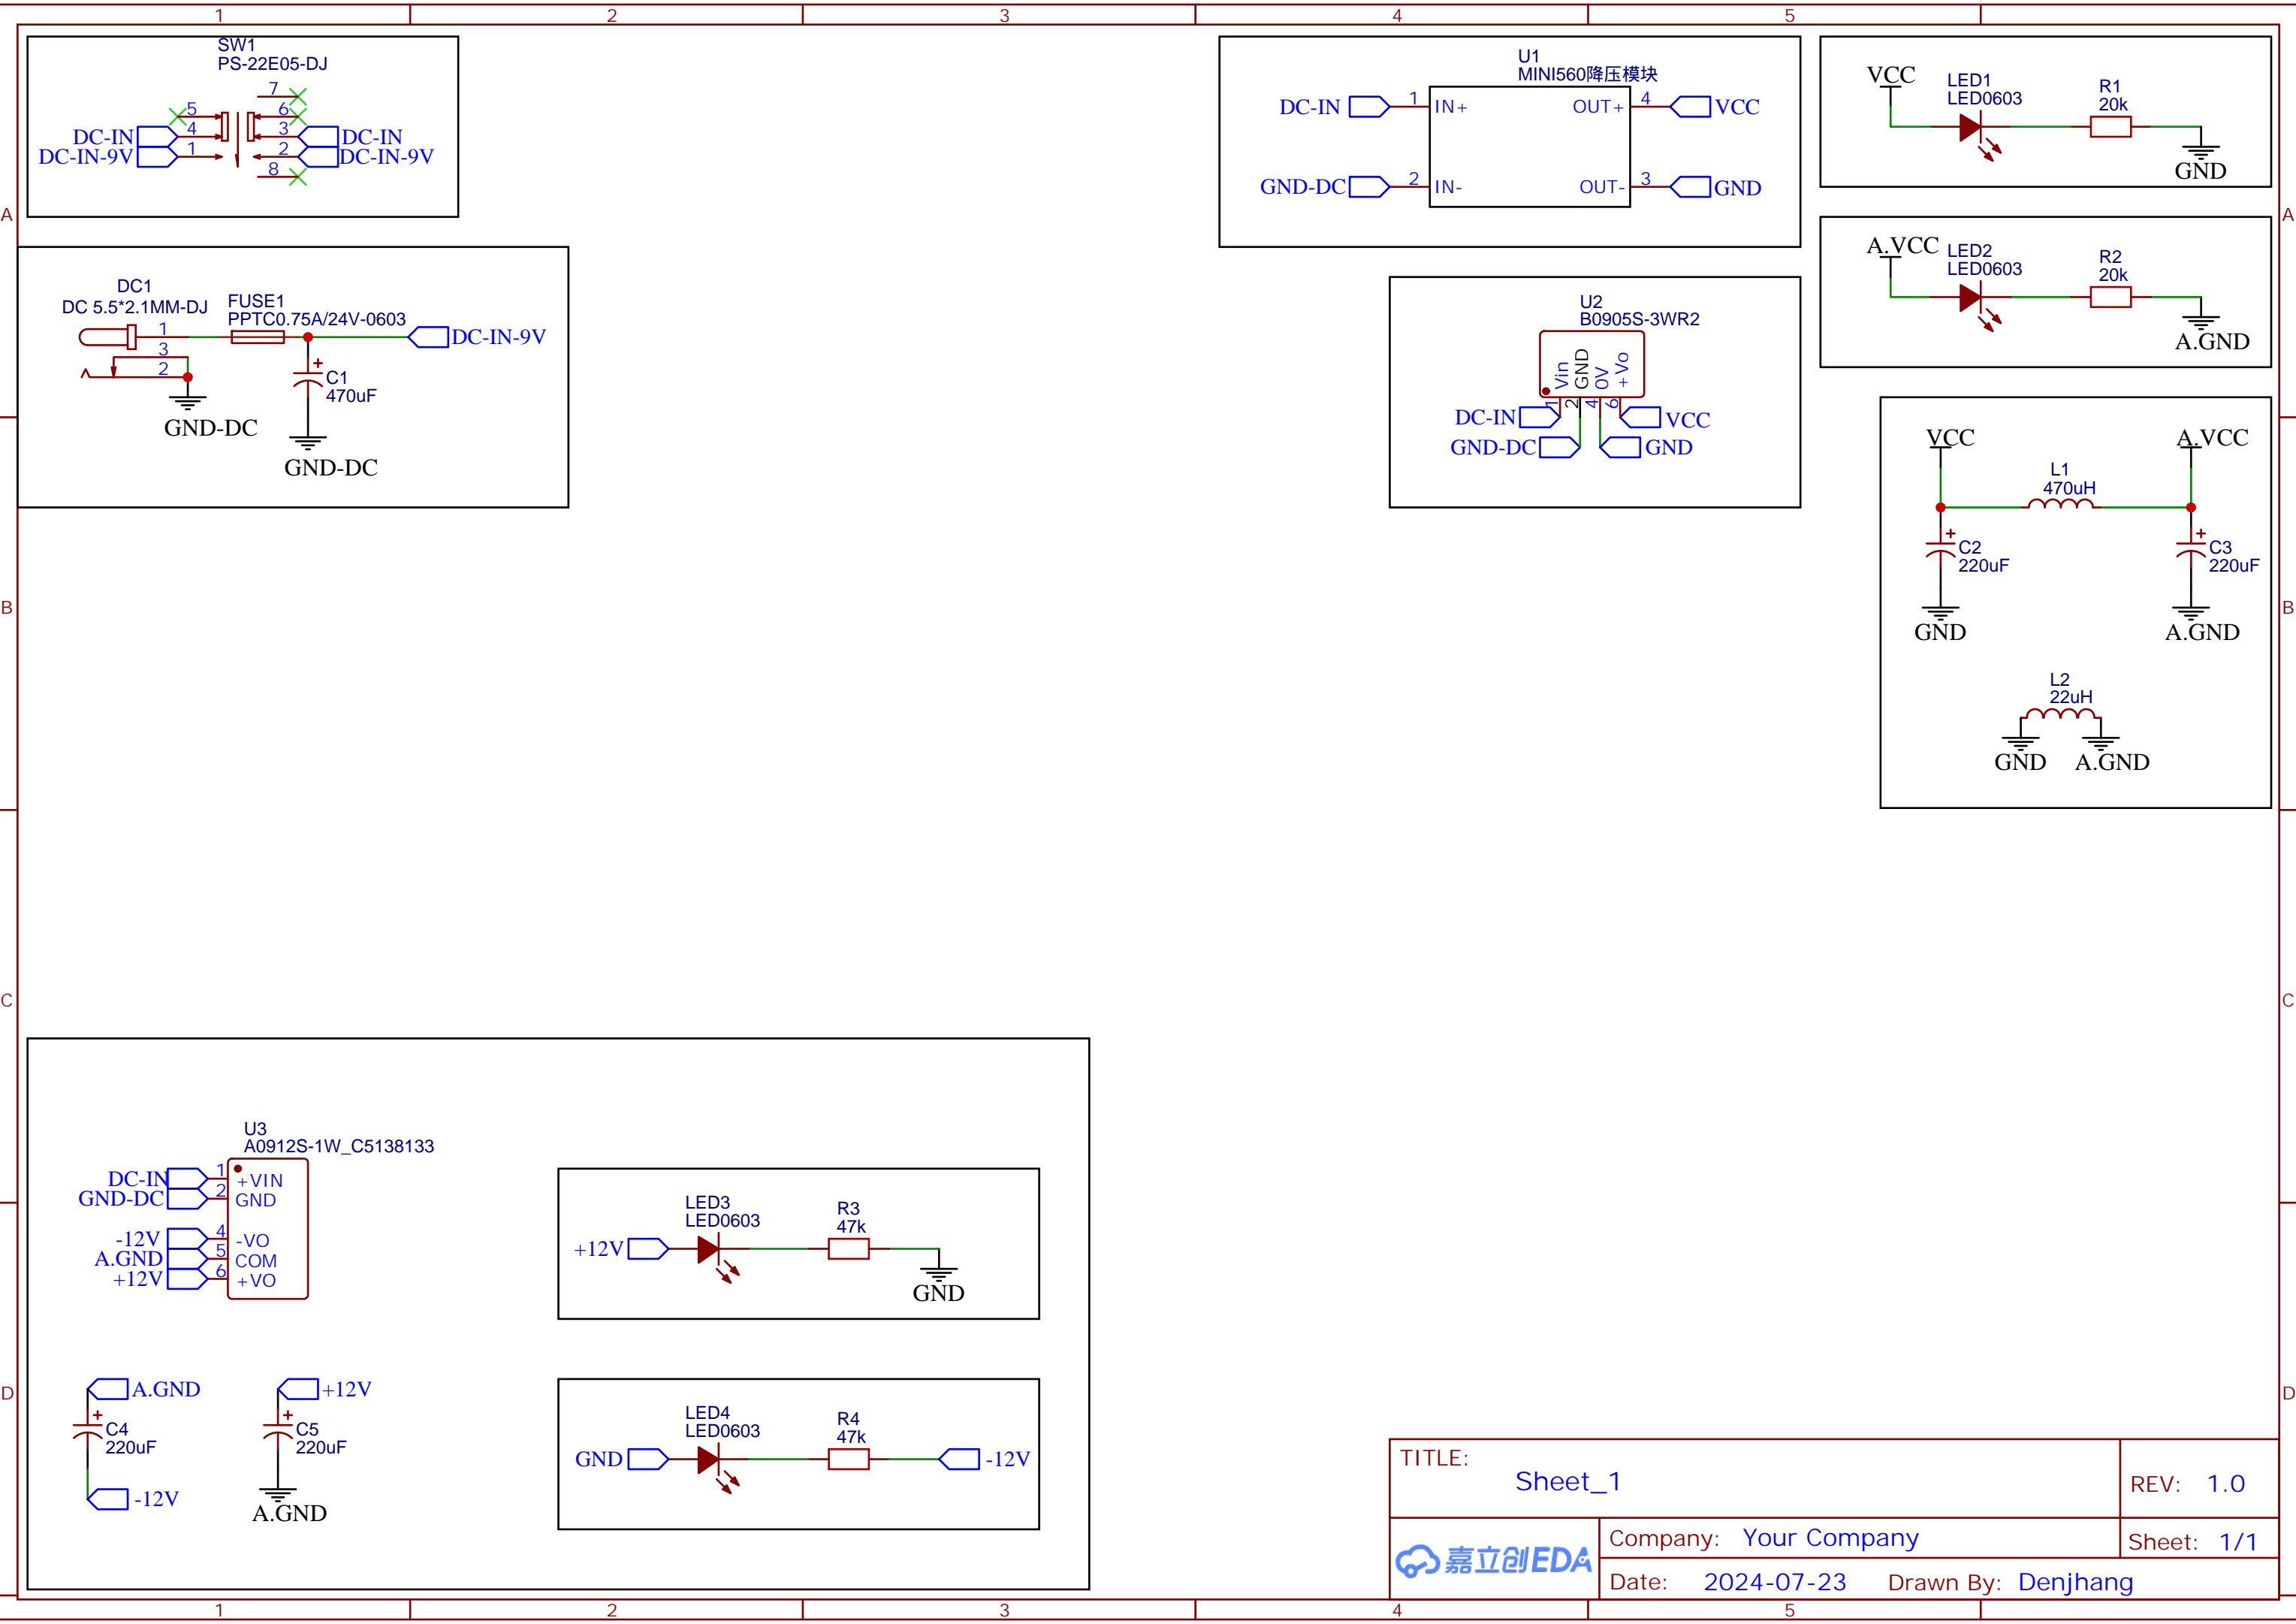 1 2 3 4 5
A
B
C
D
A
B
C
D
1 2 3 4 5
SW1
PS-22E05-DJ
7
5 6
DC-IN 4 3 DC-IN
DC-IN-9V 1 2 DC-IN-9V
8
DC1
DC 5.5*2.1MM-DJ
FUSE1
PPTC0.75A/24V-0603
1
3
2
DC-IN-9V
+
C1
470uF
GND-DC
GND-DC
U1
MINI560降压模块
DC-IN 1 IN+ OUT+ 4 VCC
GND-DC 2 IN- OUT- 3 GND
U2
B0905S-3WR2
Vin GND 0V +Vo
1 2 4 6
DC-IN VCC
GND-DC GND
VCC
LED1
LED0603
R1
20k
GND
A.VCC
LED2
LED0603
R2
20k
A.GND
VCC A.VCC
L1
470uH
+
C2
220uF
+
C3
220uF
GND A.GND
L2
22uH
GND A.GND
U3
A0912S-1W_C5138133
DC-IN 1 +VIN
GND-DC 2 GND
-12V 4 -VO
A.GND 5 COM
+12V 6 +VO
LED3
LED0603
R3
47k
+12V
GND
A.GND
+
C4
220uF
-12V
+12V
+
C5
220uF
A.GND
LED4
LED0603
R4
47k
GND -12V
TITLE:
Sheet_1
REV: 1.0
嘉立创EDA
Company: Your Company
Sheet: 1/1
Date: 2024-07-23 Drawn By: Denjhang